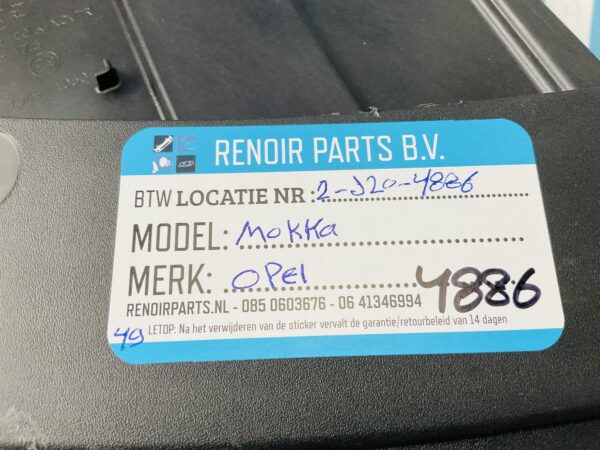 RENOIR PARTS B.V.
BTW LOCATIE NR : 2-J20-4886
MODEL: Mokka
MERK: OPEl
4886
RENOIRPARTS.NL - 085 0603676 - 06 41346994
49 LETOP: Na het verwijderen van de sticker vervalt de garantie/retourbeleid van 14 dagen